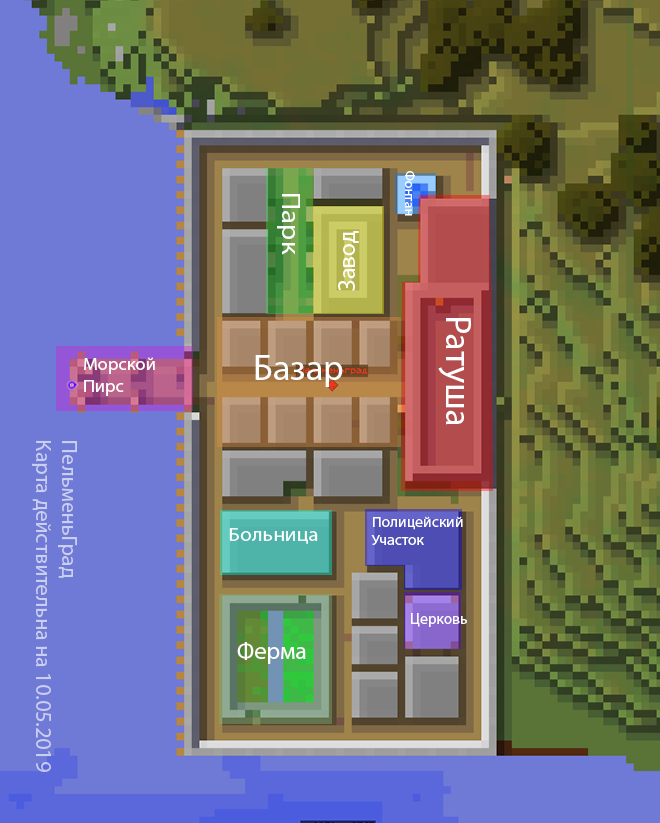 Фонтан
Парк
Завод
Ратуша
Базар
Морской
Пирс
ПельменьГрад
Карта действительна на 10.05.2019
Больница
Полицейский
Участок
Церковь
Ферма